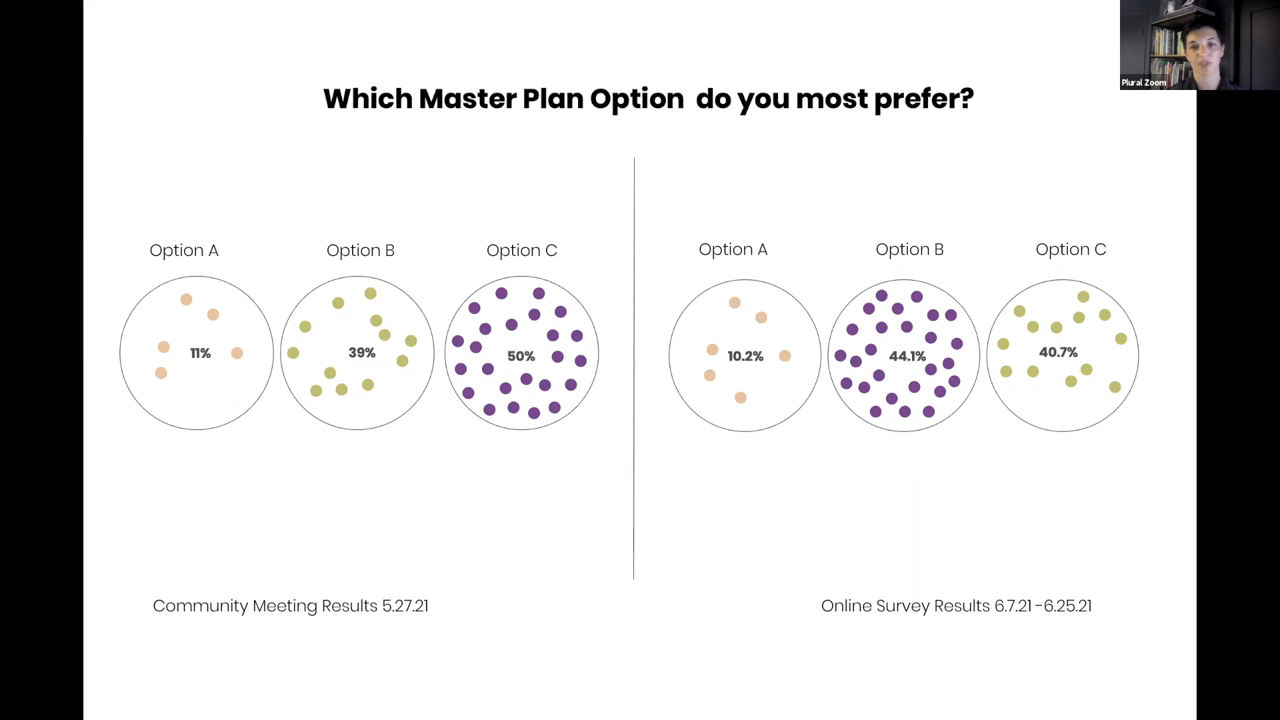 Plural Zoom
Which Master Plan Option do you most prefer?
Option A
Option B
Option C
11%
39%
50%
Community Meeting Results 5.27.21
Option A
Option B
Option C
10.2%
44.1%
40.7%
Online Survey Results 6.7.21 -6.25.21